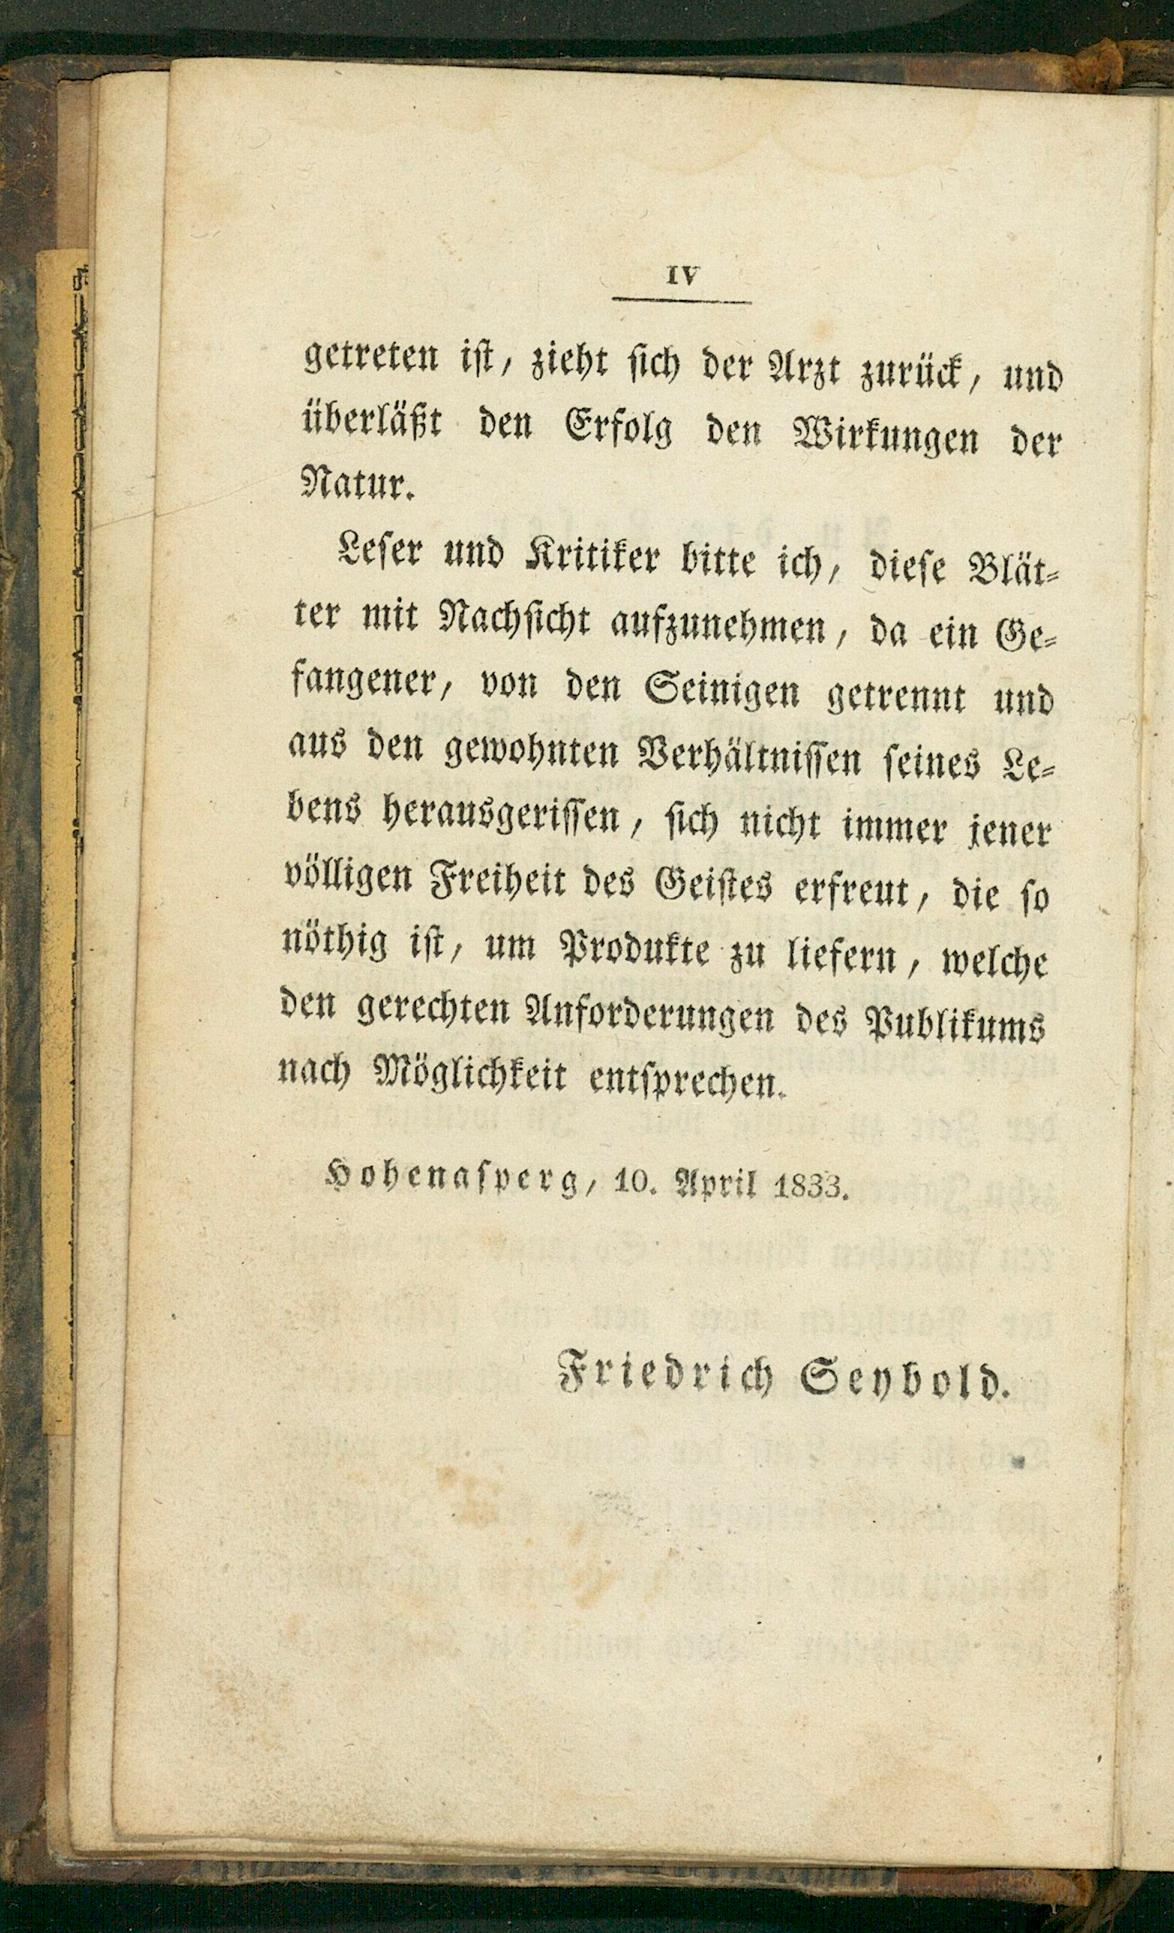 IV
getreten ist, zieht sich der Arzt zurück, und
überläßt den Erfolg den Wirkungen der
Natur.
Leser und Kritiker bitte ich, diese Blät-
ter mit Nachsicht aufzunehmen, da ein Ge-
fangener, von den Seinigen getrennt und
aus den gewohnten Verhältnissen seines Le-
bens herausgerissen, sich nicht immer jener
völligen Freiheit des Geistes erfreut, die so
nöthig ist, um Produkte zu liefern, welche
den gerechten Anforderungen des Publikums
nach Möglichkeit entsprechen.
Hohenasperg, 10. April 1833.
Friedrich Seybold.